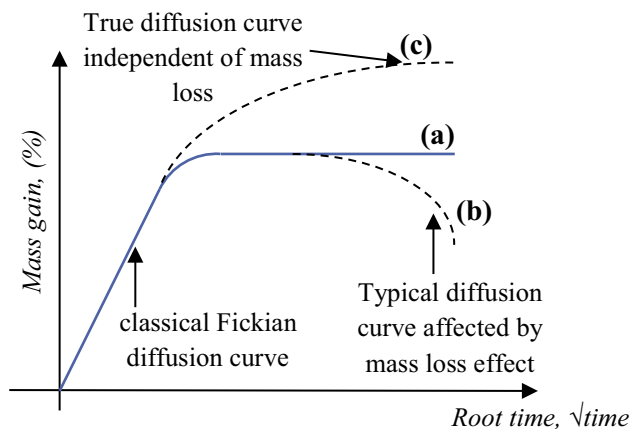 True diffusion curve
independent of mass
loss
(c)
(a)
(b)
Mass gain, (%)
classical Fickian
diffusion curve
Typical diffusion
curve affected by
mass loss effect
Root time, √time